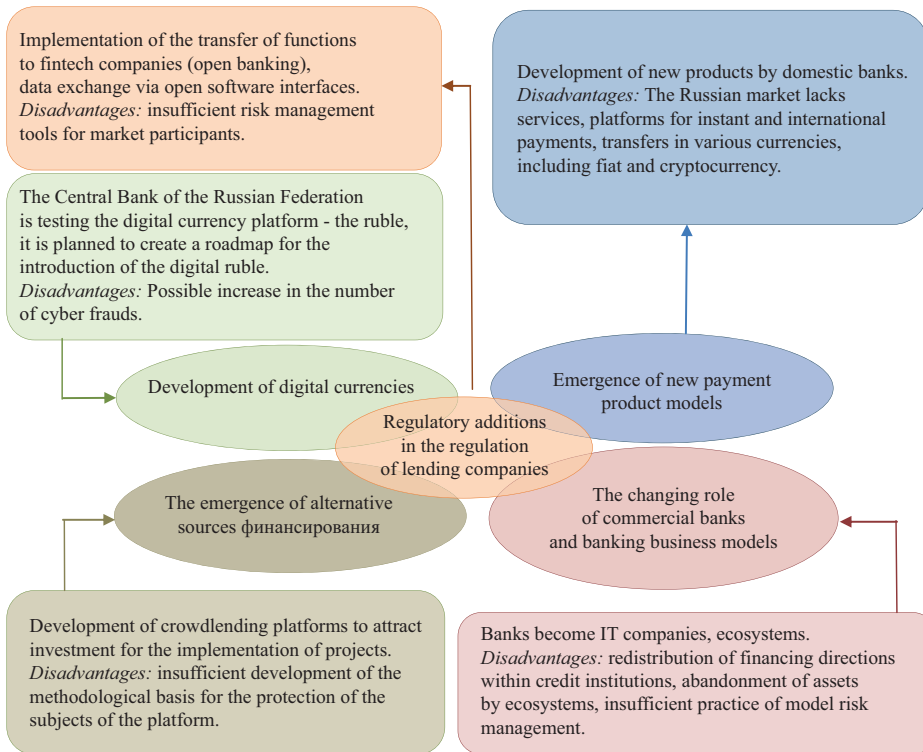 Implementation of the transfer of functions
to fintech companies (open banking),
data exchange via open software interfaces.
Disadvantages: insufficient risk management
tools for market participants.
Development of new products by domestic banks.
Disadvantages: The Russian market lacks
services, platforms for instant and international
payments, transfers in various currencies,
including fiat and cryptocurrency.
The Central Bank of the Russian Federation
is testing the digital currency platform - the ruble,
it is planned to create a roadmap for the
introduction of the digital ruble.
Disadvantages: Possible increase in the number
of cyber frauds.
Development of digital currencies
Emergence of new payment
product models
Regulatory additions
in the regulation
of lending companies
The emergence of alternative
sources финансирования
The changing role
of commercial banks
and banking business models
Development of crowdlending platforms to attract
investment for the implementation of projects.
Disadvantages: insufficient development of the
methodological basis for the protection of the
subjects of the platform.
Banks become IT companies, ecosystems.
Disadvantages: redistribution of financing directions
within credit institutions, abandonment of assets
by ecosystems, insufficient practice of model risk
management.